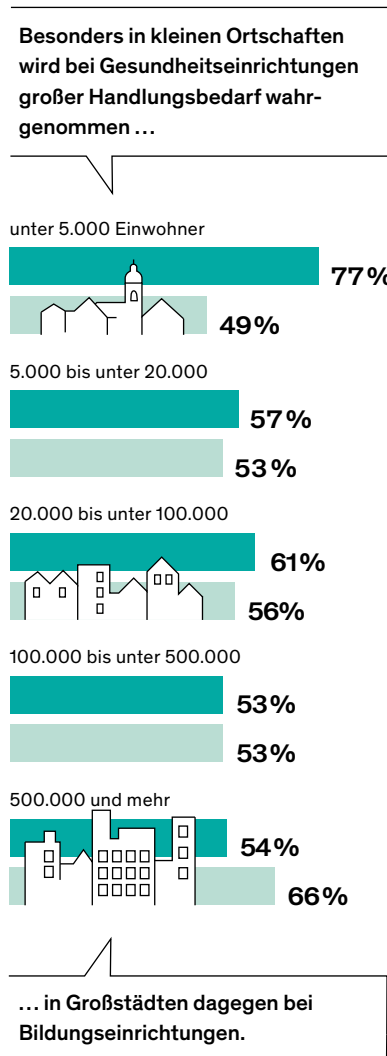 Besonders in kleinen Ortschaften
wird bei Gesundheitseinrichtungen
großer Handlungsbedarf wahr-
genommen …
unter 5.000 Einwohner
77%
49%
5.000 bis unter 20.000
57%
53%
20.000 bis unter 100.000
61%
56%
100.000 bis unter 500.000
53%
53%
500.000 und mehr
54%
66%
… in Großstädten dagegen bei
Bildungseinrichtungen.